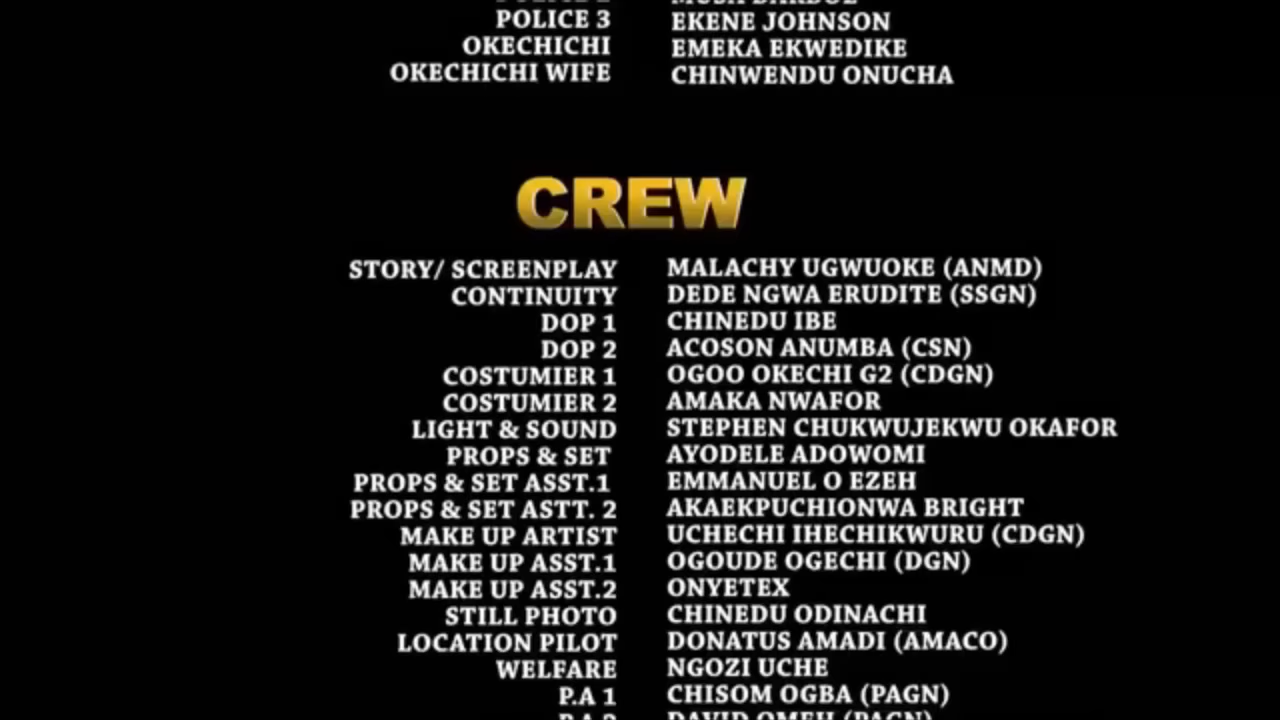 POLICE 3 EKENE JOHNSON
OKECHICHI EMEKA EKWEDIKE
OKECHICHI WIFE CHINWENDU ONUCHA
CREW
STORY/ SCREENPLAY MALACHY UGWUOKE (ANMD)
CONTINUITY DEDE NGWA ERUDITE (SSGN)
DOP 1 CHINEDU IBE
DOP 2 ACOSON ANUMBA (CSN)
COSTUMIER 1 OGOO OKECHI G2 (CDGN)
COSTUMIER 2 AMAKA NWAFOR
LIGHT & SOUND STEPHEN CHUKWUJEKWU OKAFOR
PROPS & SET AYODELE ADOWOMI
PROPS & SET ASST.1 EMMANUEL O EZEH
PROPS & SET ASTT. 2 AKAEKPUCHIONWA BRIGHT
MAKE UP ARTIST UCHECHI IHECHIKWURU (CDGN)
MAKE UP ASST.1 OGOUDE OGECHI (DGN)
MAKE UP ASST.2 ONYETEX
STILL PHOTO CHINEDU ODINACHI
LOCATION PILOT DONATUS AMADI (AMACO)
WELFARE NGOZI UCHE
P.A 1 CHISOM OGBA (PAGN)
P.A 2 DAVID OMEH (PAGN)